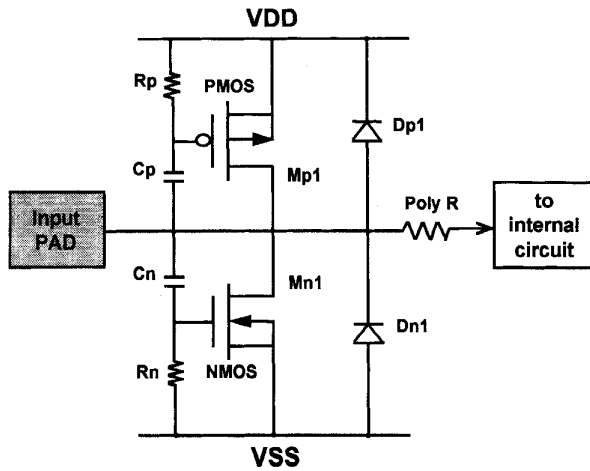 VDD
Rp
PMOS
Dp1
Cp
Mp1
Input
PAD
Poly R
to
internal
circuit
Cn
Mn1
Dn1
Rn
NMOS
VSS